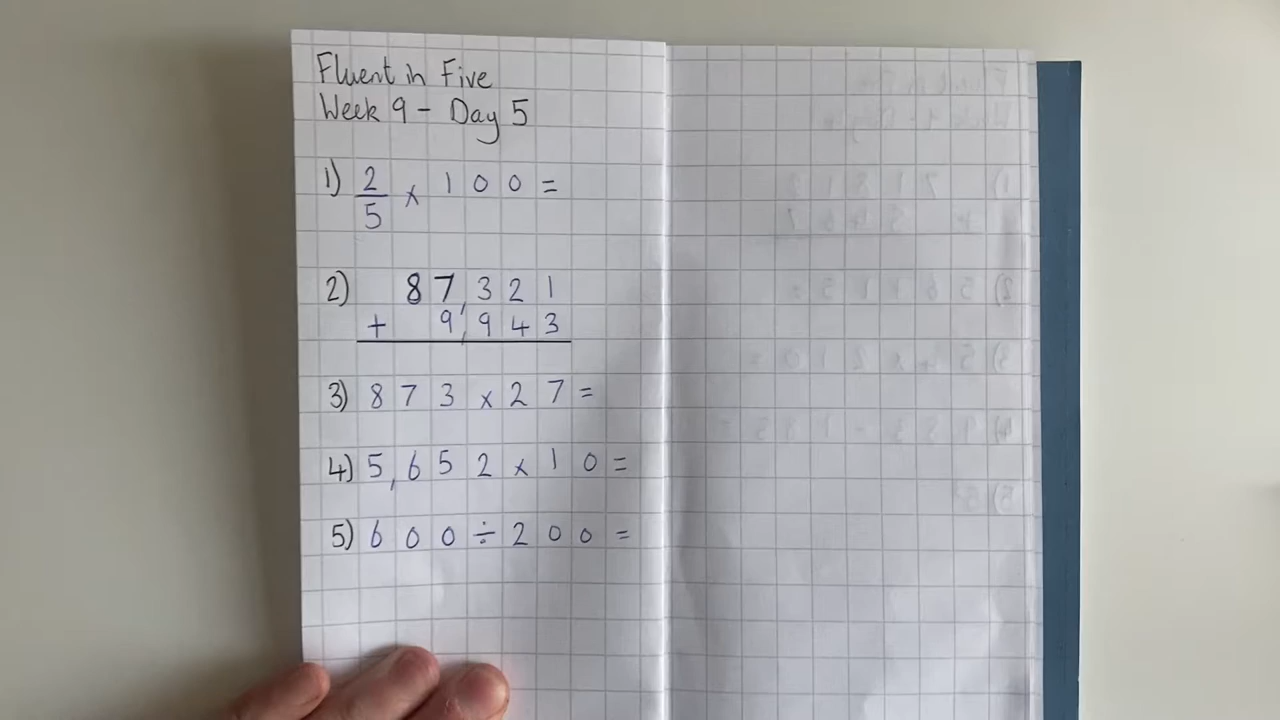 Fluent in Five
Week 9 - Day 5
1) 2/5 × 100 =
2) 87,321
+ 9,943
3) 873 × 27 =
4) 5,652 × 10 =
5) 600 ÷ 200 =